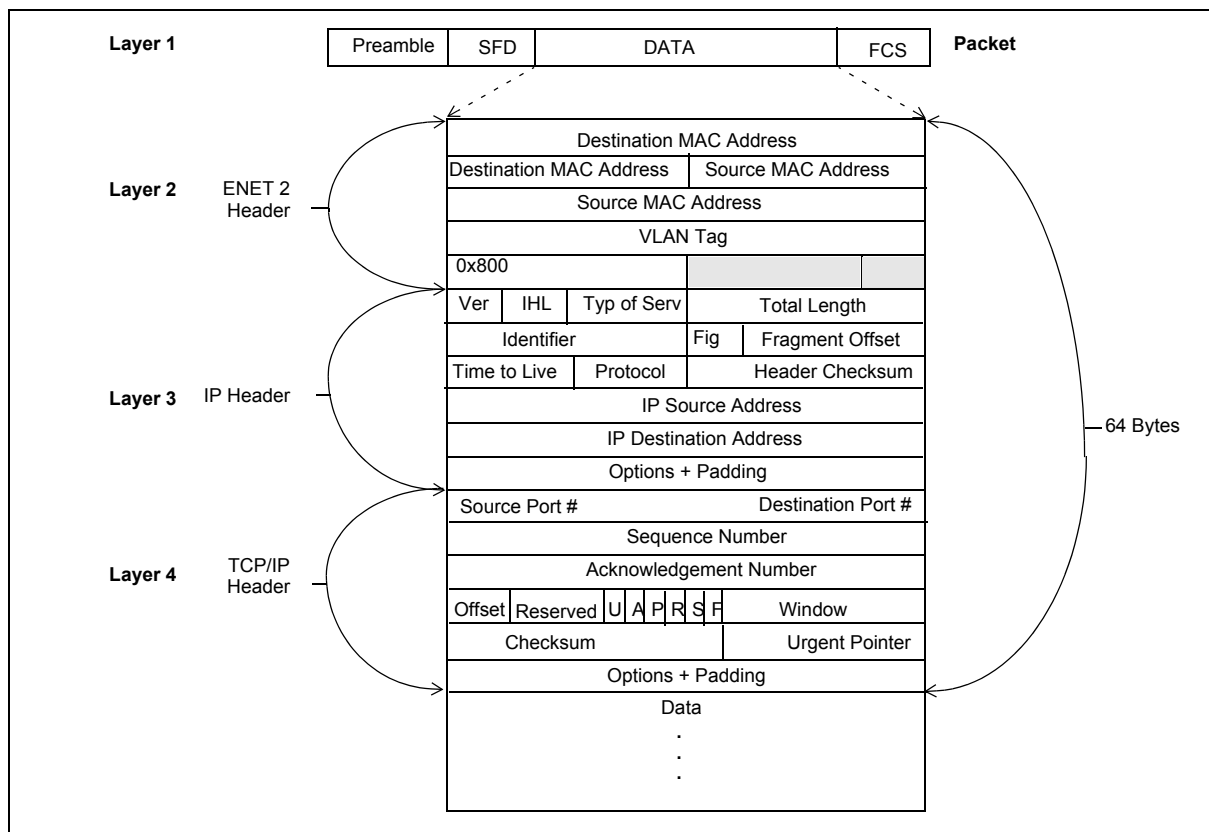 Layer 1 Preamble SFD DATA FCS Packet
Destination MAC Address
Destination MAC Address Source MAC Address
Layer 2 ENET 2 Header
Source MAC Address
VLAN Tag
0x800
Ver IHL Typ of Serv Total Length
Identifier Fig Fragment Offset
Time to Live Protocol Header Checksum
Layer 3 IP Header
IP Source Address
64 Bytes
IP Destination Address
Options + Padding
Source Port # Destination Port #
Sequence Number
Layer 4 TCP/IP Header
Acknowledgement Number
Offset Reserved U A P R S F Window
Checksum Urgent Pointer
Options + Padding
Data
.
.
.